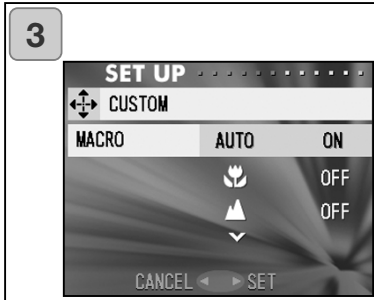 3
SET UP
CUSTOM
MACRO AUTO ON
OFF
OFF
CANCEL SET